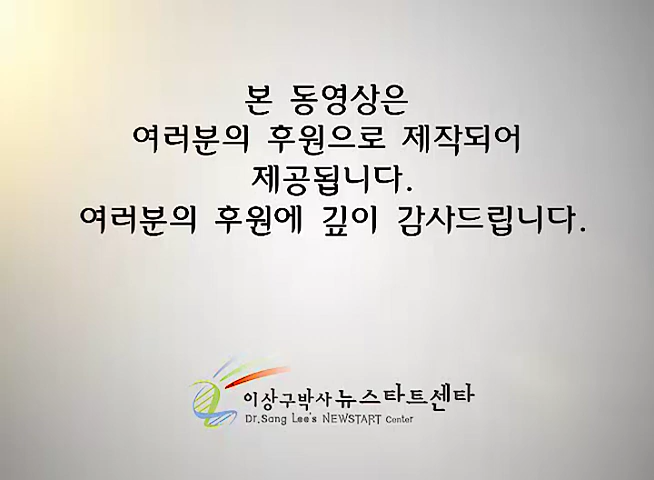 본 동영상은
여러분의 후원으로 제작되어
제공됩니다.
여러분의 후원에 깊이 감사드립니다.
이상구박사 뉴스타트센타
Dr.Sang Lee's NEWSTART Center